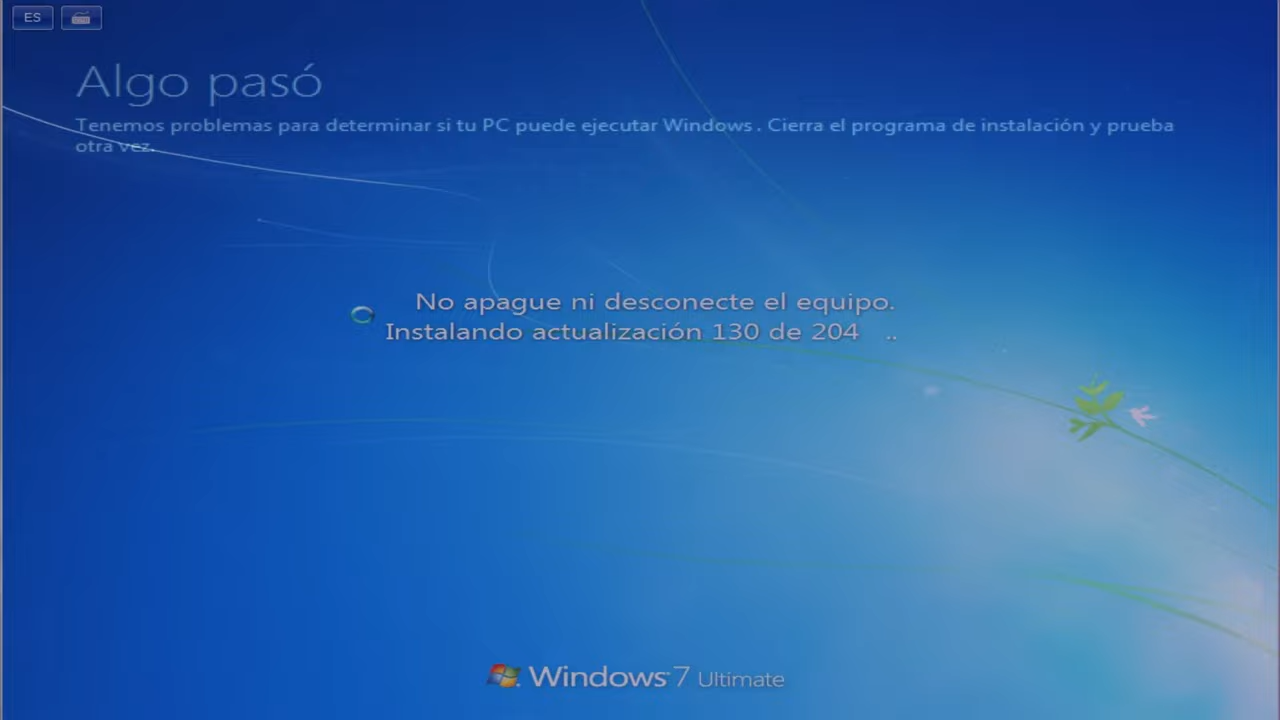 ES
Algo pasó
Tenemos problemas para determinar si tu PC puede ejecutar Windows . Cierra el programa de instalación y prueba
otra vez.
No apague ni desconecte el equipo.
Instalando actualización 130 de 204 ..
Windows 7 Ultimate